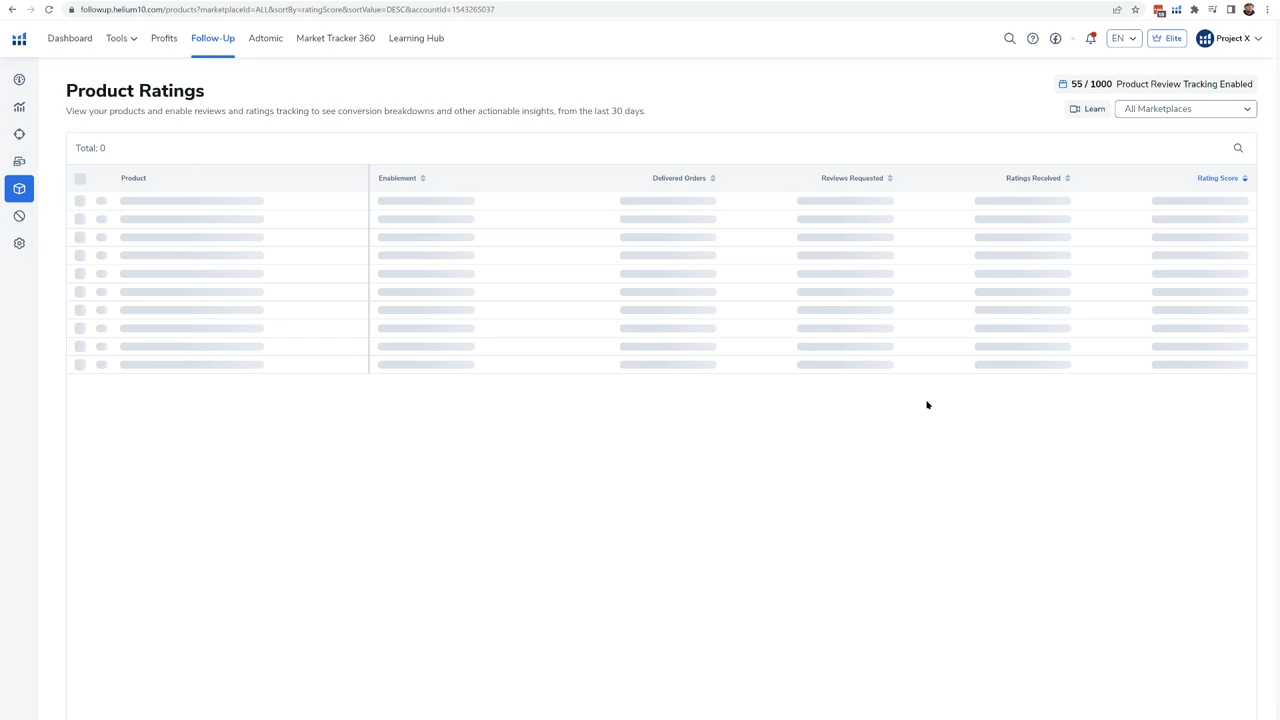 followup.helium10.com/products?marketplaceId=ALL&sortBy=ratingScore&sortValue=DESC&accountId=1543265037
10
Dashboard Tools Profits Follow-Up Adtomic Market Tracker 360 Learning Hub EN Elite Project X
Product Ratings
55 / 1000 Product Review Tracking Enabled
View your products and enable reviews and ratings tracking to see conversion breakdowns and other actionable insights, from the last 30 days.
Learn All Marketplaces
Total: 0
Product Enablement Delivered Orders Reviews Requested Ratings Received Rating Score